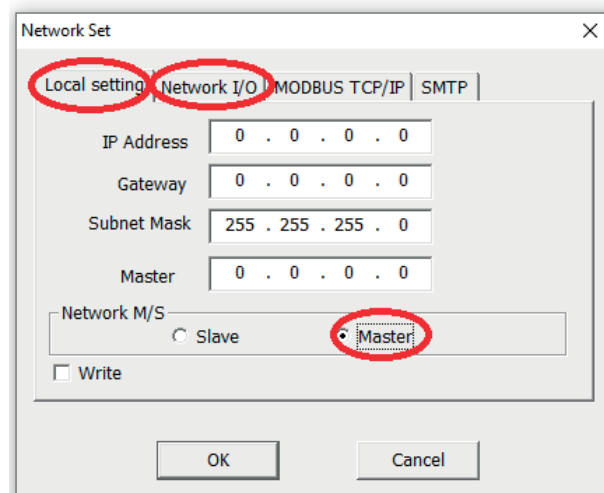 Network Set
Local setting Network I/O MODBUS TCP/IP SMTP
IP Address 0 . 0 . 0 . 0
Gateway 0 . 0 . 0 . 0
Subnet Mask 255 . 255 . 255 . 0
Master 0 . 0 . 0 . 0
Network M/S
Slave Master
Write
OK Cancel